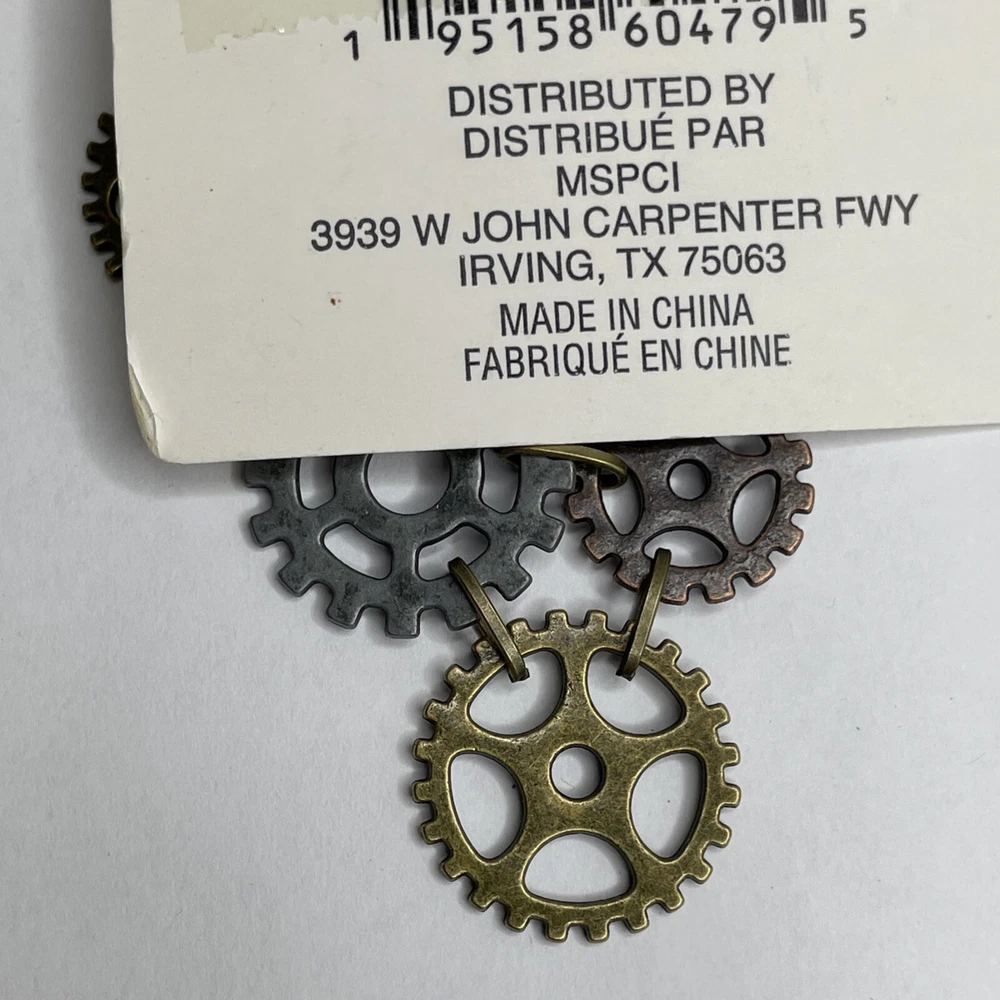 1 95158 60479 5
DISTRIBUTED BY
DISTRIBUÉ PAR
MSPCI
3939 W JOHN CARPENTER FWY
IRVING, TX 75063
MADE IN CHINA
FABRIQUÉ EN CHINE